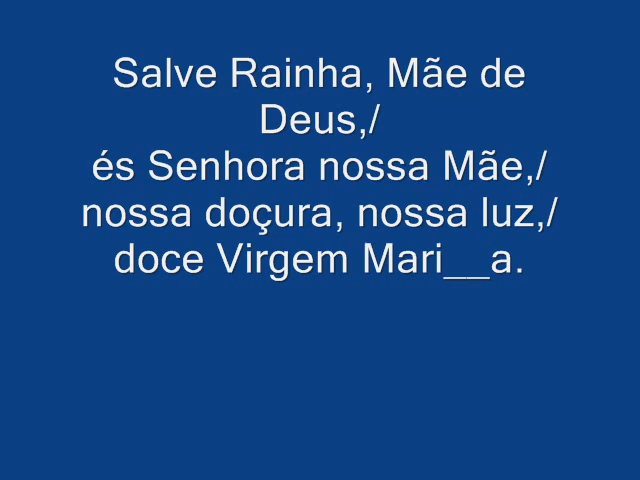 Salve Rainha, Mãe de
Deus,/
és Senhora nossa Mãe,/
nossa doçura, nossa luz,/
doce Virgem Mari__a.